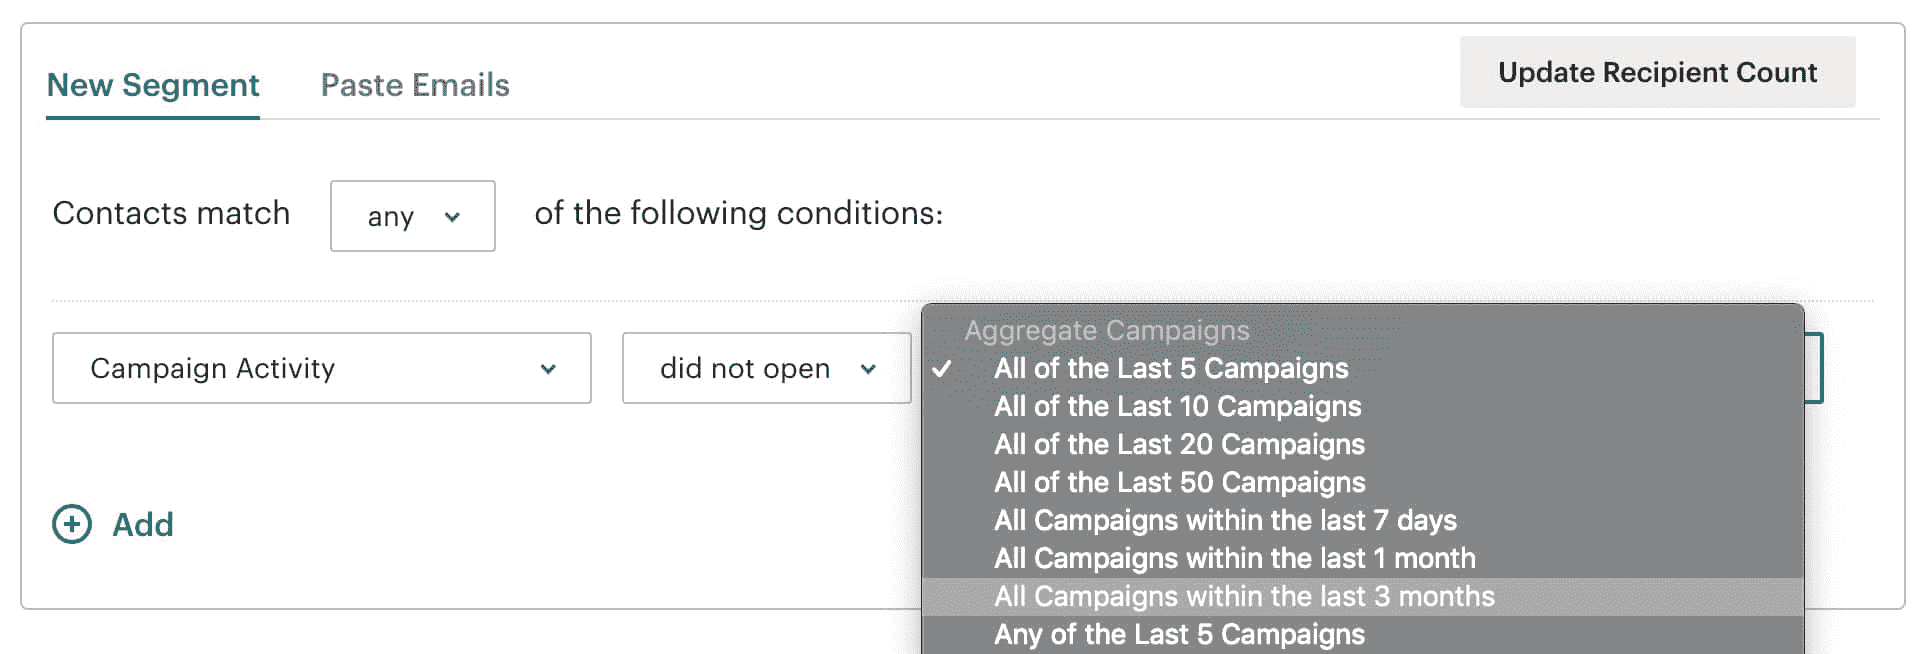 New Segment
Paste Emails
Update Recipient Count
Contacts match any of the following conditions:
Campaign Activity
did not open
Aggregate Campaigns
All of the Last 5 Campaigns
All of the Last 10 Campaigns
All of the Last 20 Campaigns
All of the Last 50 Campaigns
All Campaigns within the last 7 days
All Campaigns within the last 1 month
All Campaigns within the last 3 months
Any of the Last 5 Campaigns
Add